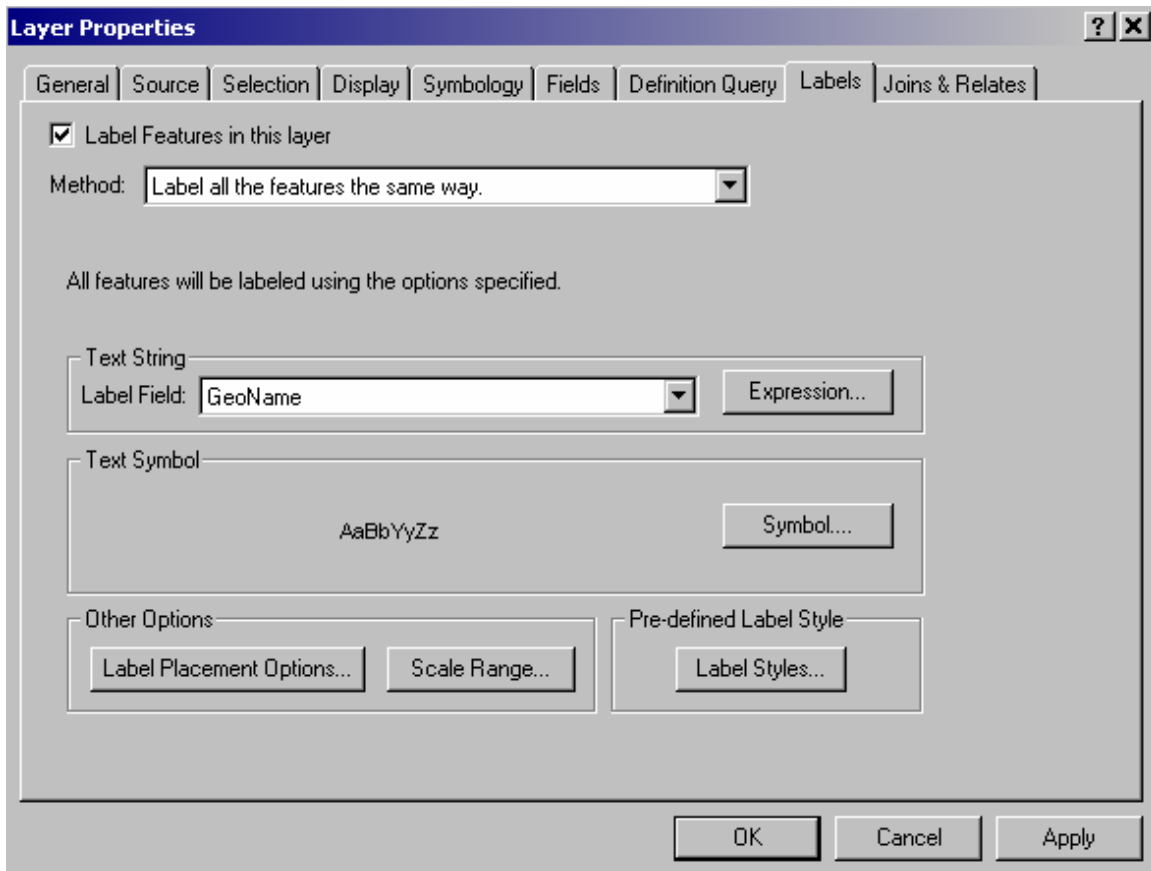 Layer Properties
General Source Selection Display Symbology Fields Definition Query Labels Joins & Relates
Label Features in this layer
Method: Label all the features the same way.
All features will be labeled using the options specified.
Text String
Label Field: GeoName Expression...
Text Symbol
AaBbYyZz Symbol....
Other Options Pre-defined Label Style
Label Placement Options... Scale Range... Label Styles...
OK Cancel Apply